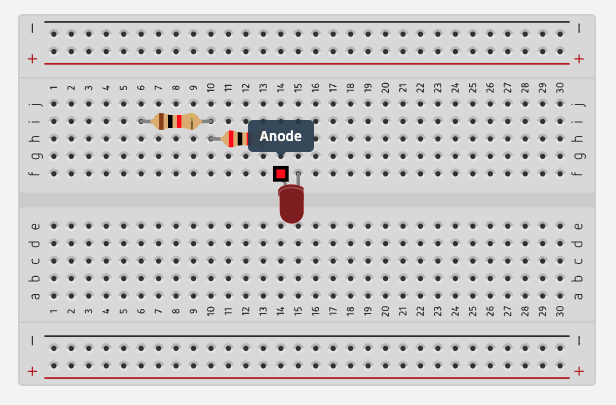 − −
+ +
1 2 3 4 5 6 7 8 9 10 11 12 13 14 15 16 17 18 19 20 21 22 23 24 25 26 27 28 29 30
j j
i i
h Anode h
g g
f f
e e
d d
c c
b b
a a
1 2 3 4 5 6 7 8 9 10 11 12 13 14 15 16 17 18 19 20 21 22 23 24 25 26 27 28 29 30
− −
+ +